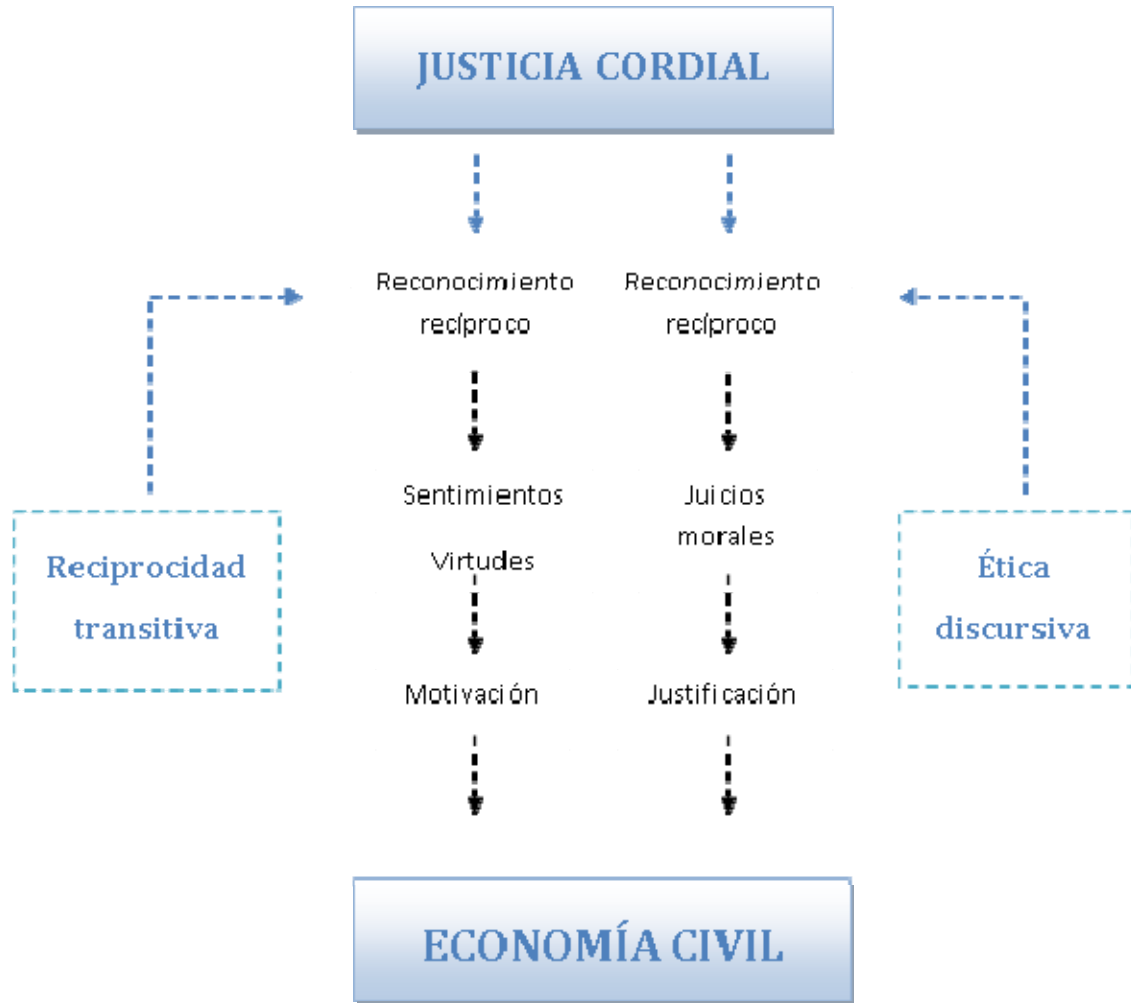 JUSTICIA CORDIAL
Reconocimiento
recíproco
Reconocimiento
recíproco
Sentimientos
Virtudes
Juicios
morales
Reciprocidad
transitiva
Ética
discursiva
Motivación
Justificación
ECONOMÍA CIVIL